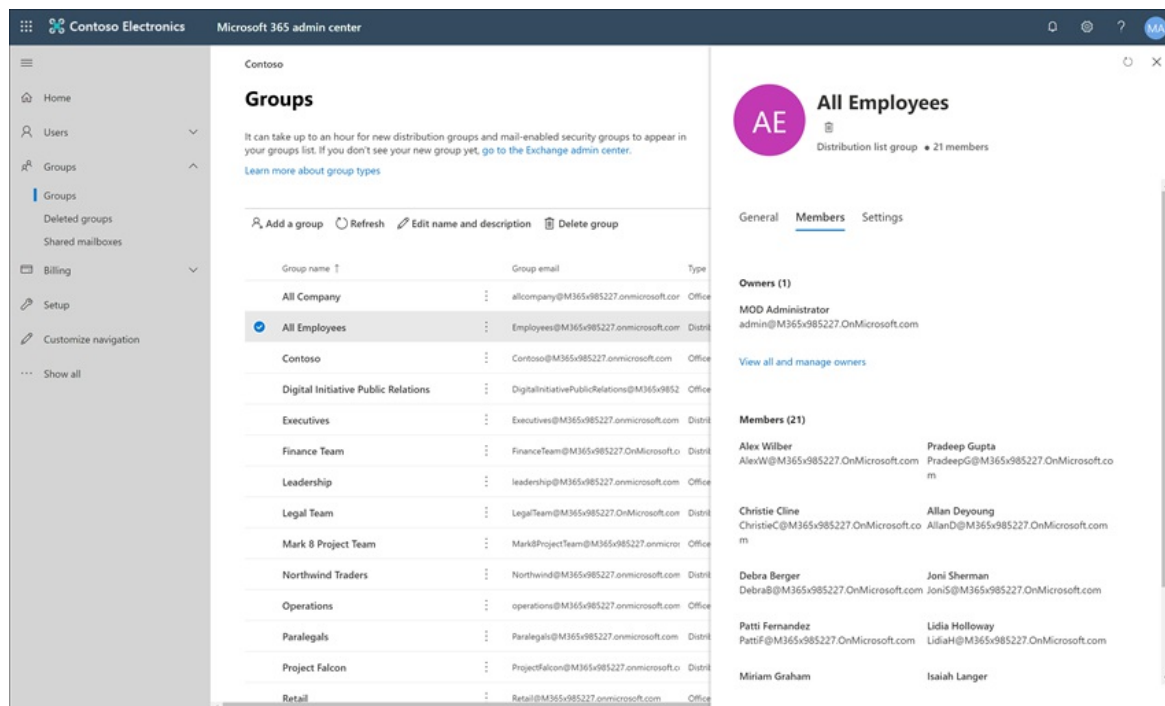 Contoso Electronics
Microsoft 365 admin center
MA
Home
Users
Groups
Groups
Deleted groups
Shared mailboxes
Billing
Setup
Customize navigation
Show all
Contoso
Groups
It can take up to an hour for new distribution groups and mail-enabled security groups to appear in
your groups list. If you don't see your new group yet, go to the Exchange admin center.
Learn more about group types
Add a group Refresh Edit name and description Delete group
Group name ↑ Group email Type
All Company allcompany@M365x985227.onmicrosoft.cor Office
All Employees Employees@M365x985227.onmicrosoft.com Distrib
Contoso Contoso@M365x985227.onmicrosoft.com Office
Digital Initiative Public Relations DigitalInitiativePublicRelations@M365x9852 Office
Executives Executives@M365x985227.onmicrosoft.com Distrib
Finance Team FinanceTeam@M365x985227.OnMicrosoft.co Distrib
Leadership leadership@M365x985227.onmicrosoft.com Office
Legal Team LegalTeam@M365x985227.OnMicrosoft.com Distrib
Mark 8 Project Team Mark8ProjectTeam@M365x985227.onmicros Office
Northwind Traders Northwind@M365x985227.onmicrosoft.com Distrib
Operations operations@M365x985227.onmicrosoft.com Office
Paralegals Paralegals@M365x985227.onmicrosoft.com Distrib
Project Falcon ProjectFalcon@M365x985227.onmicrosoft.co Distrib
Retail Retail@M365x985227.onmicrosoft.com Office
AE
All Employees
Distribution list group • 21 members
General Members Settings
Owners (1)
MOD Administrator
admin@M365x985227.OnMicrosoft.com
View all and manage owners
Members (21)
Alex Wilber Pradeep Gupta
AlexW@M365x985227.OnMicrosoft.com PradeepG@M365x985227.OnMicrosoft.co
m
Christie Cline Allan Deyoung
ChristieC@M365x985227.OnMicrosoft.co AllanD@M365x985227.OnMicrosoft.com
m
Debra Berger Joni Sherman
DebraB@M365x985227.OnMicrosoft.com JoniS@M365x985227.OnMicrosoft.com
Patti Fernandez Lidia Holloway
PattiF@M365x985227.OnMicrosoft.com LidiaH@M365x985227.OnMicrosoft.com
Miriam Graham Isaiah Langer